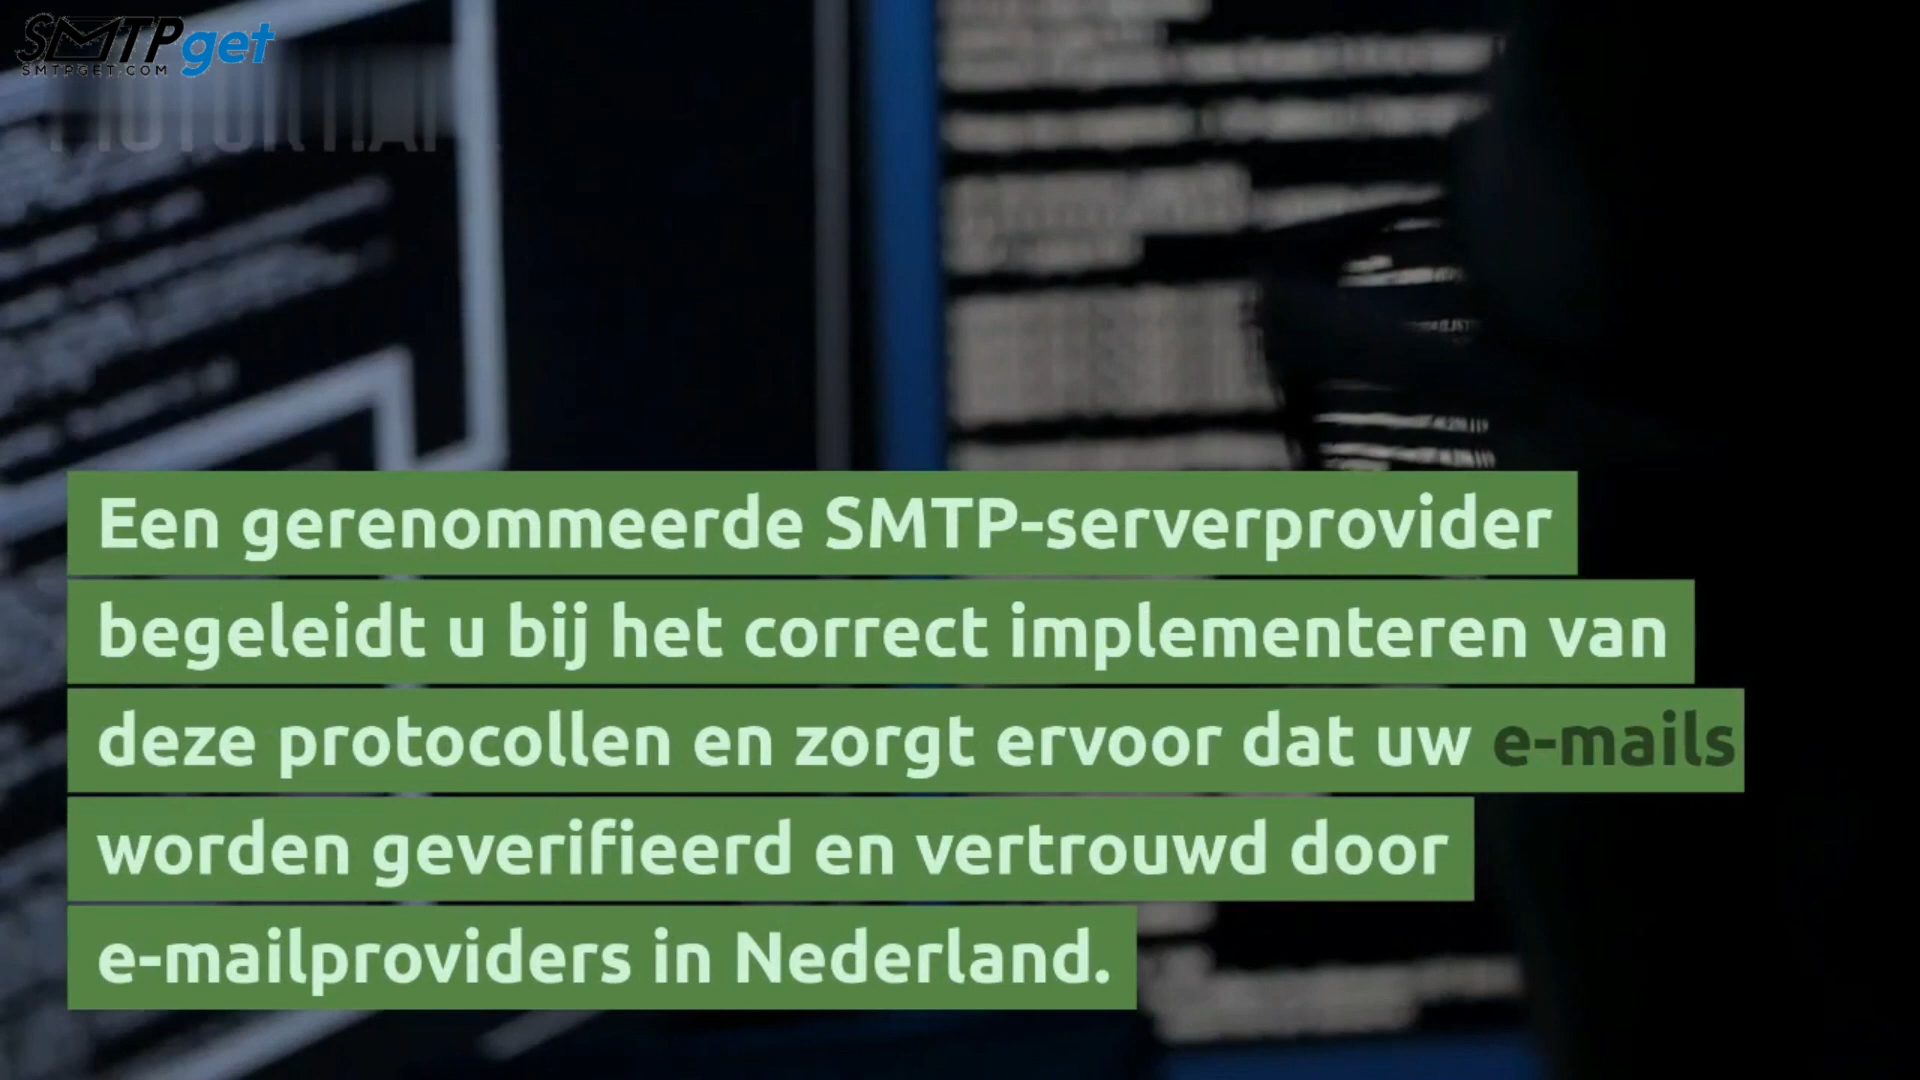 SMTPget
SMTPGET.COM
Een gerenommeerde SMTP-serverprovider
begeleidt u bij het correct implementeren van
deze protocollen en zorgt ervoor dat uw e-mails
worden geverifieerd en vertrouwd door
e-mailproviders in Nederland.